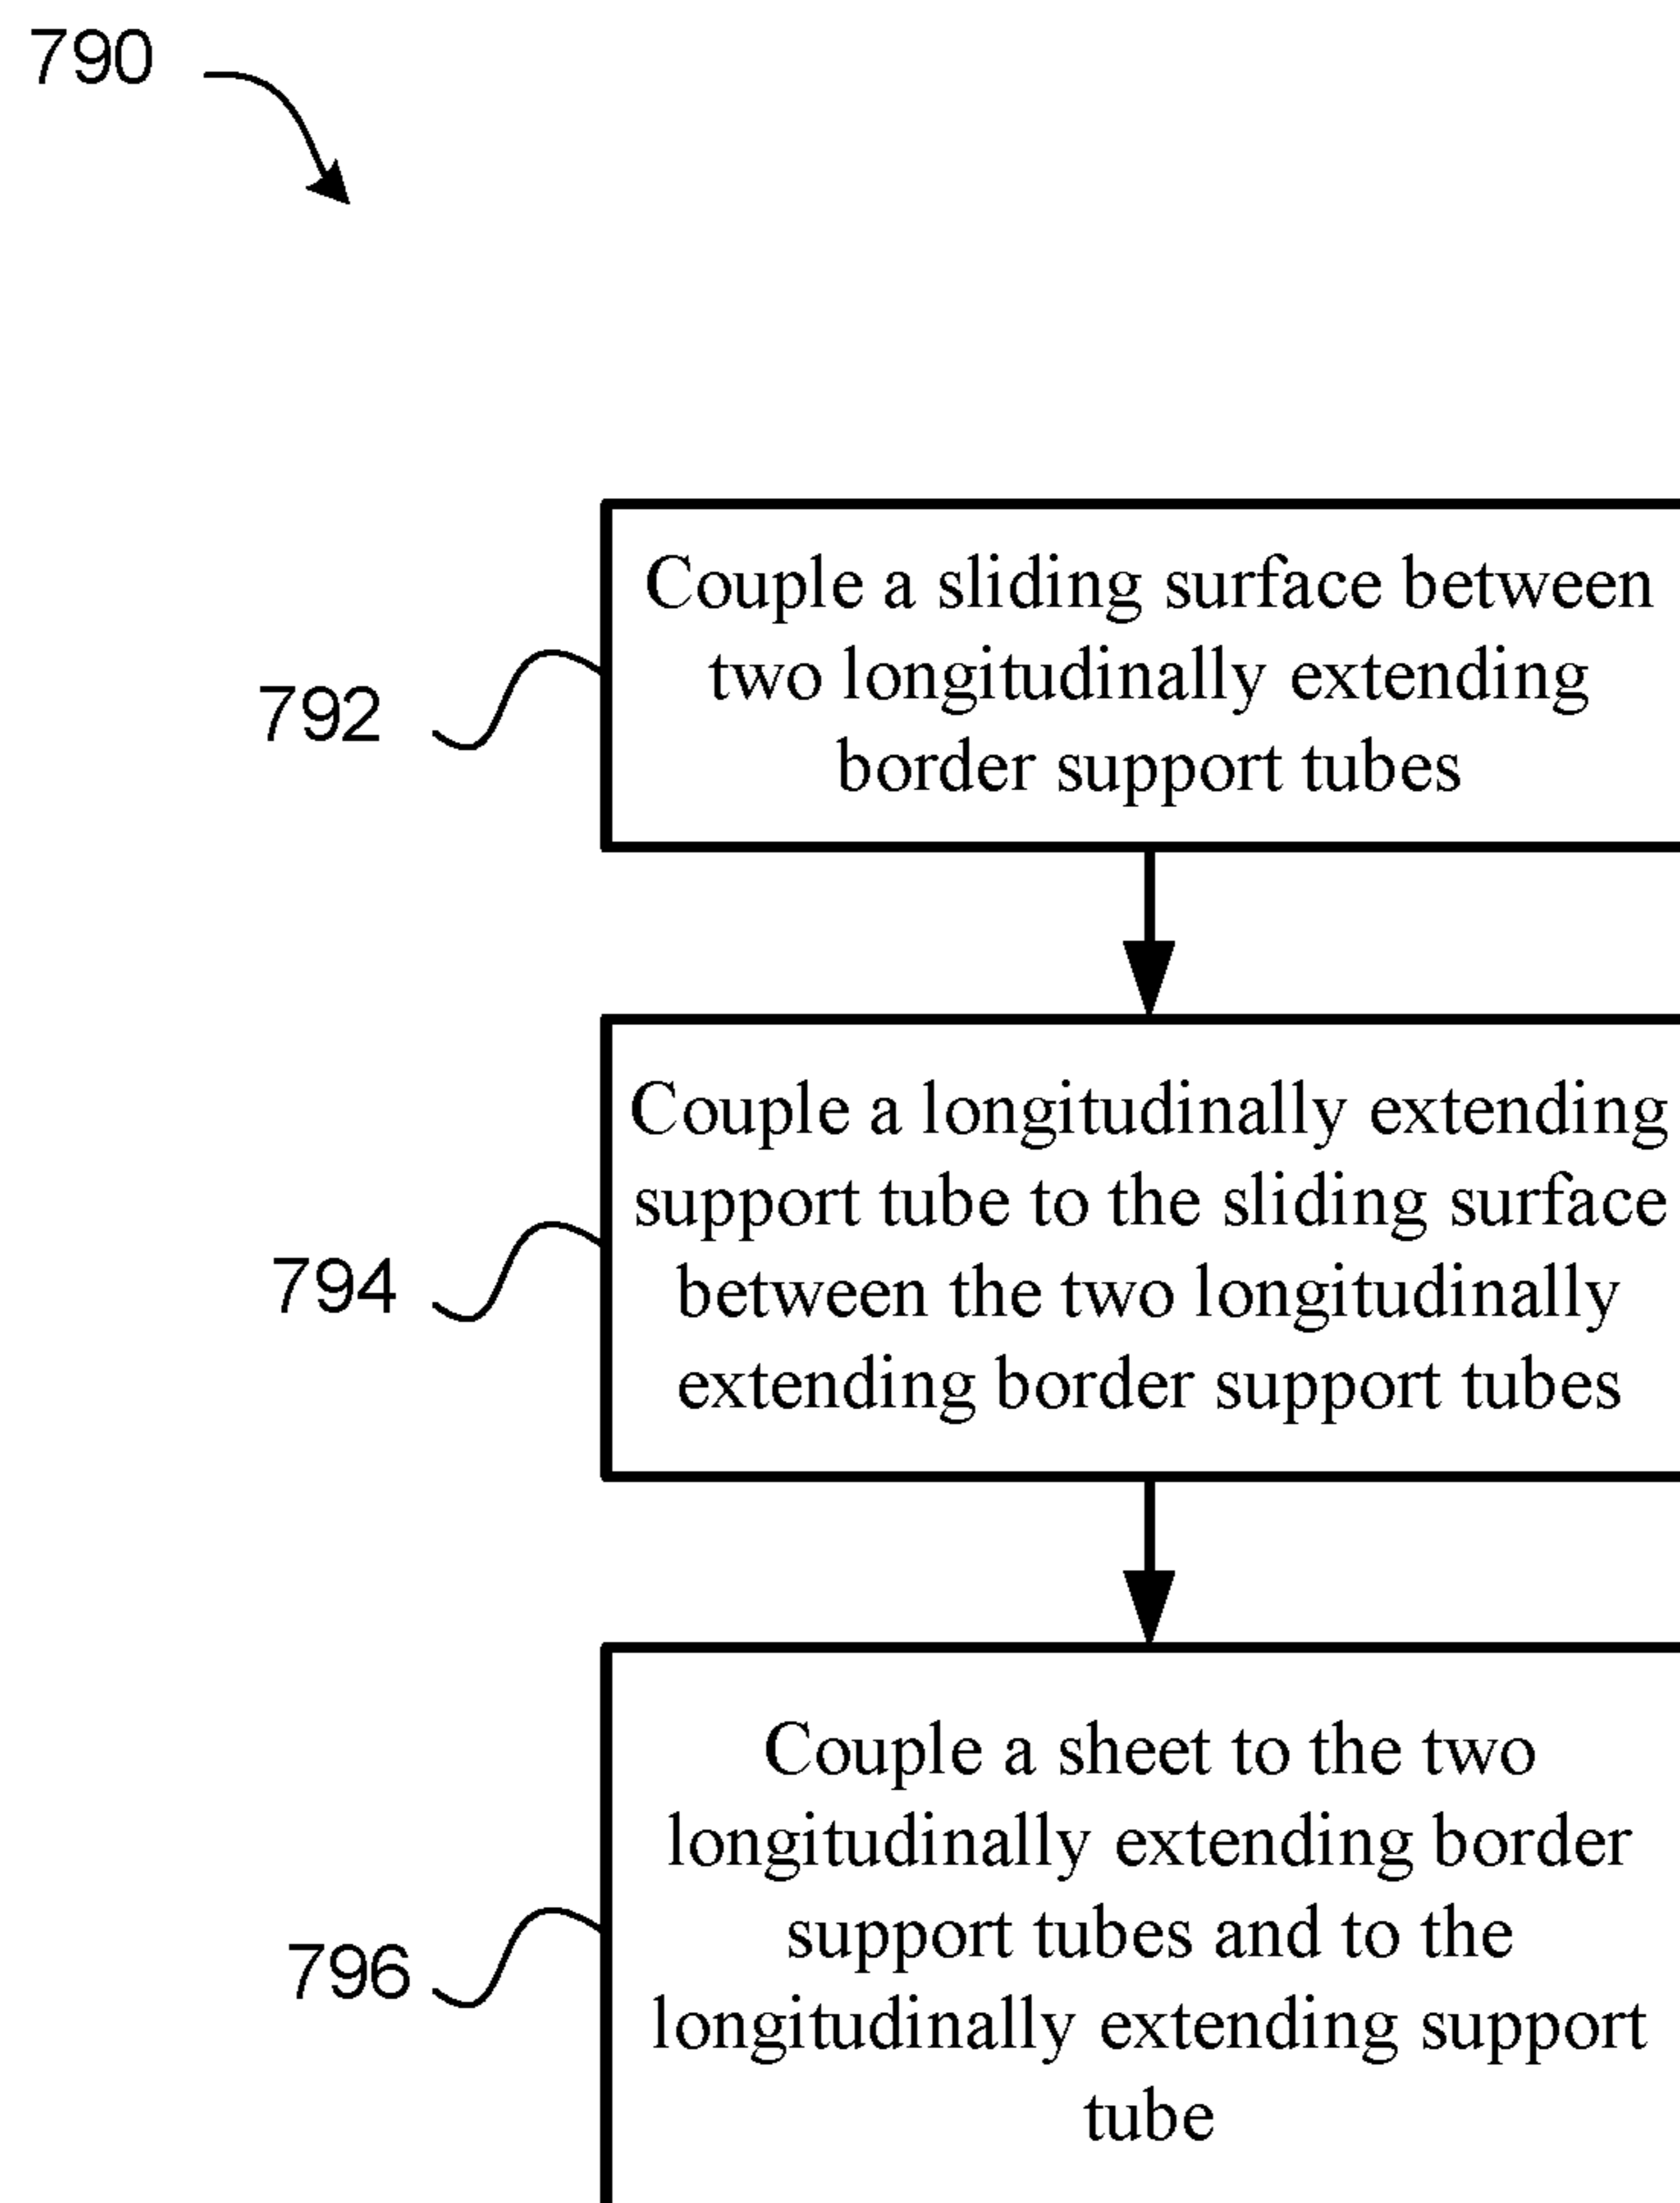 790
Couple a sliding surface between
two longitudinally extending
border support tubes
792
Couple a longitudinally extending
support tube to the sliding surface
between the two longitudinally
extending border support tubes
794
Couple a sheet to the two
longitudinally extending border
support tubes and to the
longitudinally extending support
tube
796